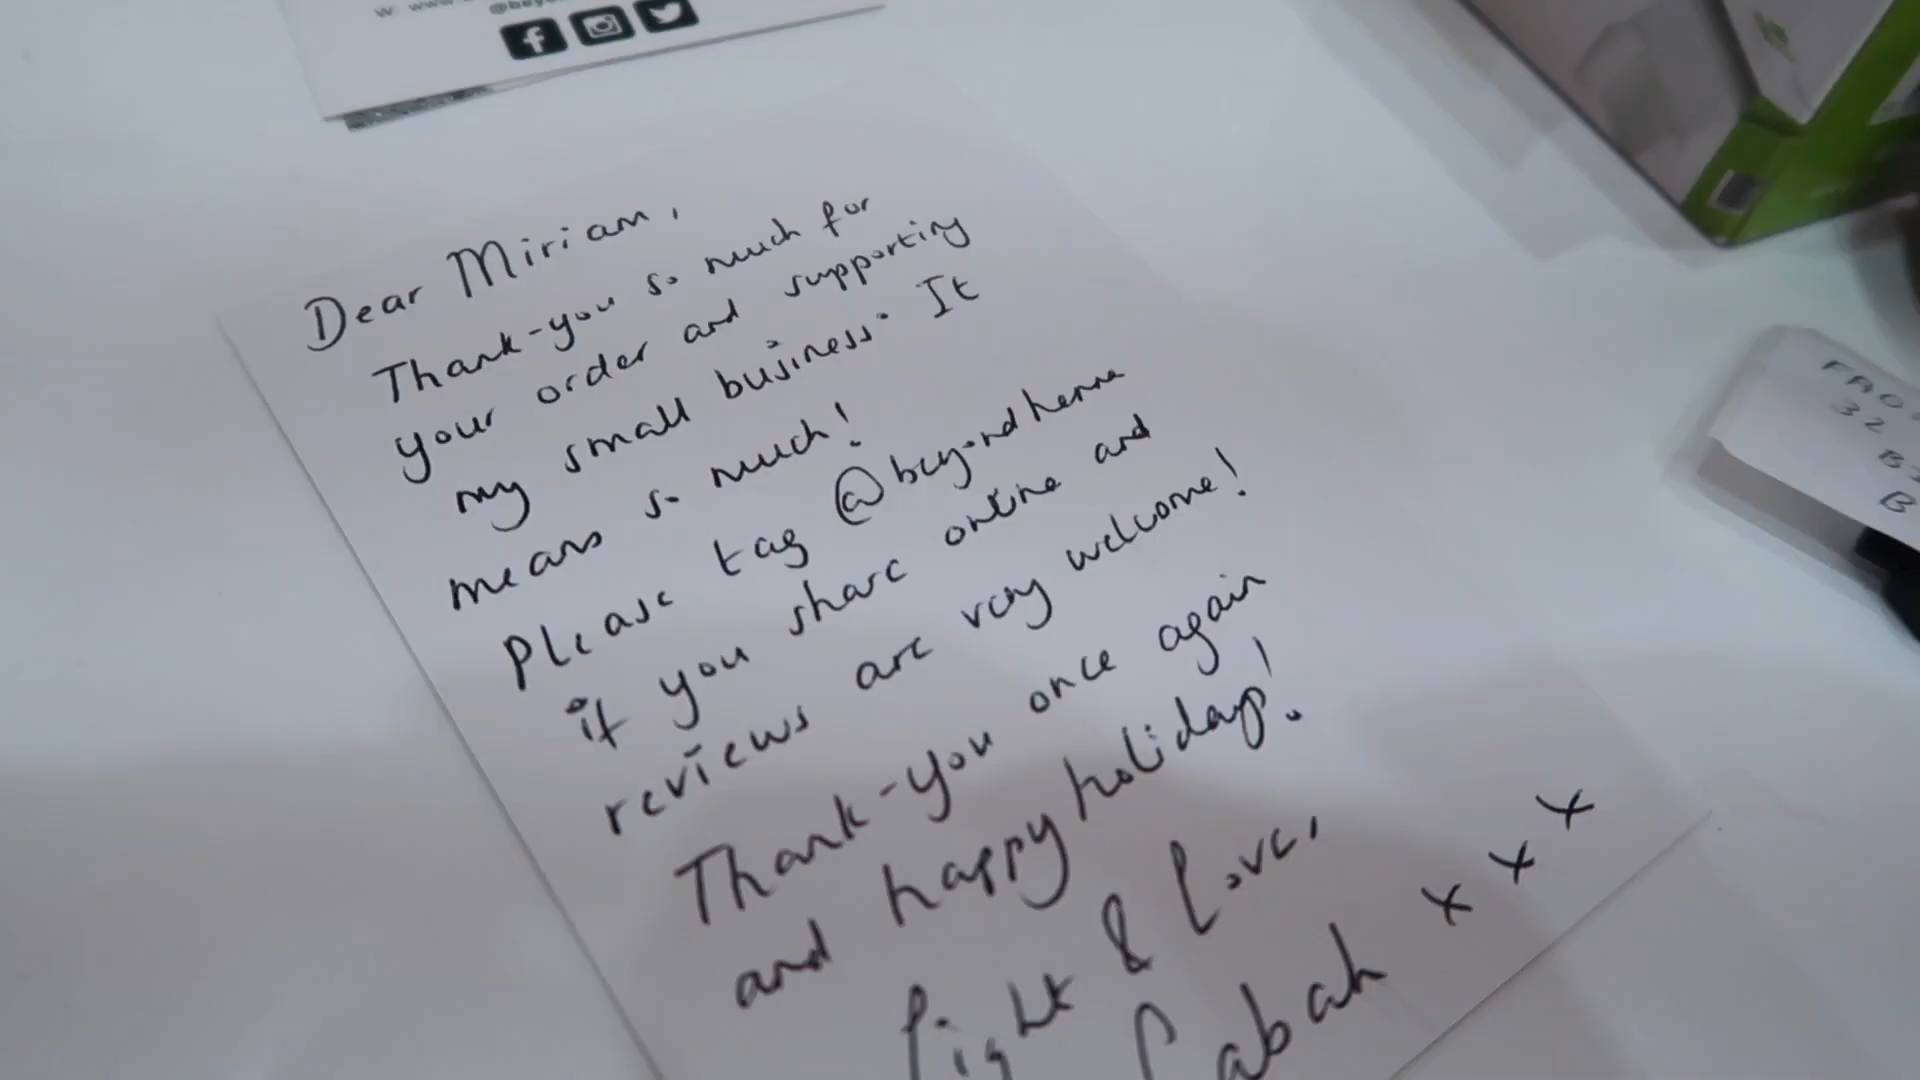 Dear Miriam,
Thank-you so much for
your order and supporting
my small business. It
means so much!
Please tag @beyondhenna
if you share online and
reviews are very welcome!
Thank-you once again
and happy holidays!
Light & Love,
Sabah x x x
32
B